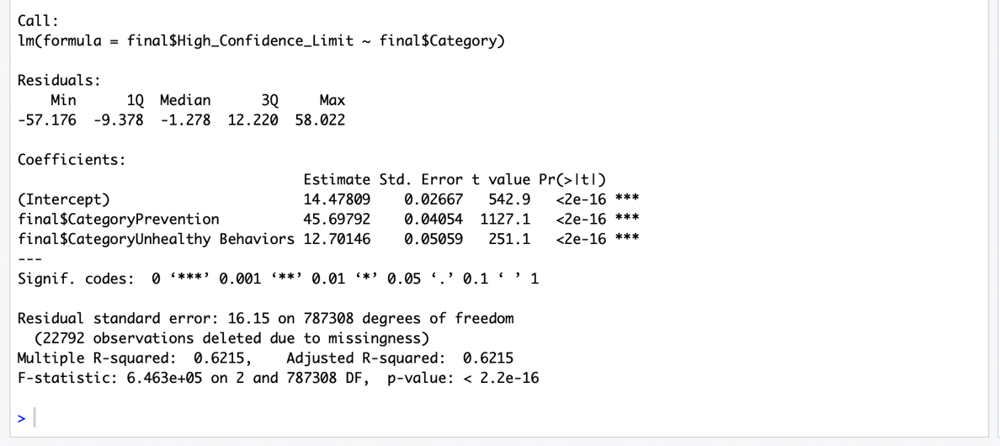 Call:
lm(formula = final$High_Confidence_Limit ~ final$Category)
Residuals:
    Min      1Q  Median      3Q     Max
-57.176  -9.378  -1.278  12.220  58.022
Coefficients:
                                  Estimate Std. Error t value Pr(>|t|)
(Intercept)                       14.47809    0.02667   542.9   <2e-16 ***
final$CategoryPrevention          45.69792    0.04054  1127.1   <2e-16 ***
final$CategoryUnhealthy Behaviors 12.70146    0.05059   251.1   <2e-16 ***
---
Signif. codes:  0 ‘***’ 0.001 ‘**’ 0.01 ‘*’ 0.05 ‘.’ 0.1 ‘ ’ 1
Residual standard error: 16.15 on 787308 degrees of freedom
  (22792 observations deleted due to missingness)
Multiple R-squared:  0.6215,    Adjusted R-squared:  0.6215
F-statistic: 6.463e+05 on 2 and 787308 DF,  p-value: < 2.2e-16
>